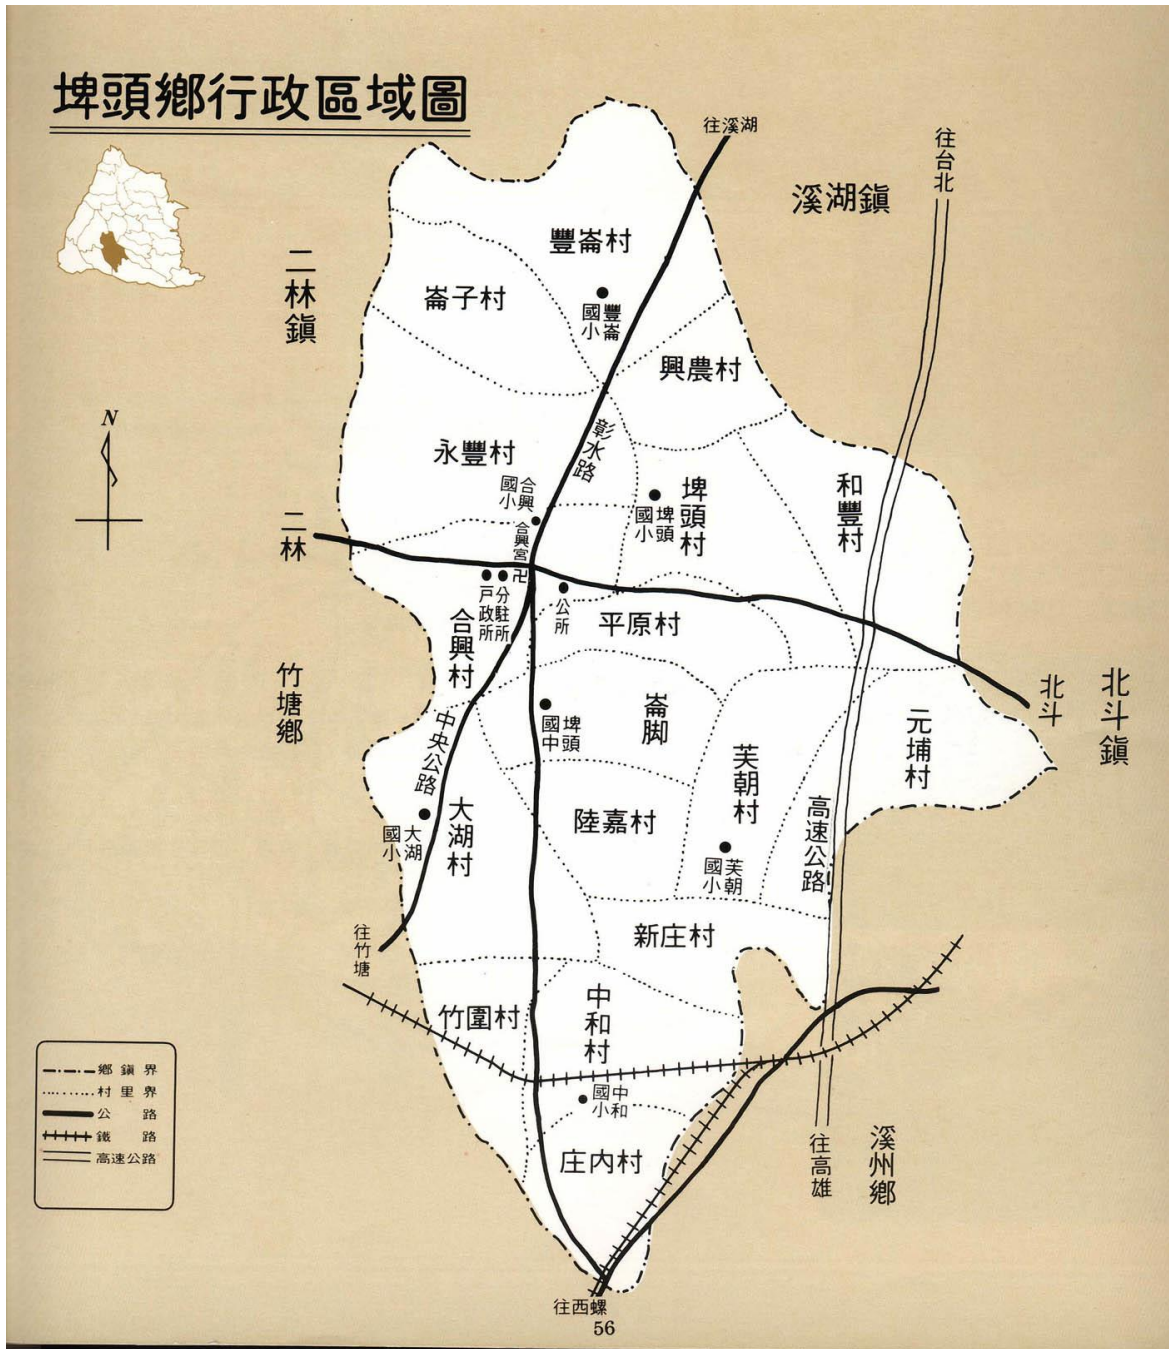 埤頭鄉行政區域圖
往溪湖
往台北
溪湖鎮
二林鎮
豐崙村
崙子村
豐崙
國小
興農村
N
彰水路
永豐村
合興
國小
埤頭村
埤頭
國小
和豐村
二林
合興宮
卍
戶政所
分駐所
公所
合興村
平原村
竹塘鄉
北斗
北斗鎮
崙脚
元埔村
中央公路
埤頭
國中
芙朝村
高速公路
陸嘉村
大湖村
大湖
國小
芙朝
國小
往竹塘
新庄村
竹圍村
中和村
中和
國小
庄內村
往高雄
溪州鄉
鄉鎮界
村里界
公路
鐵路
高速公路
往西螺
56